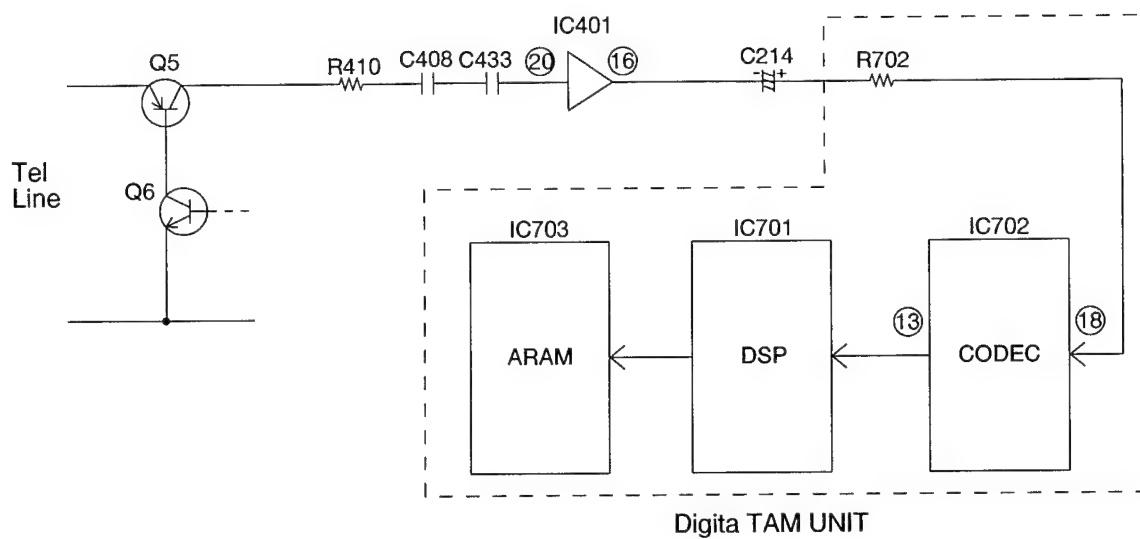 IC401
Q5
R410
C408
C433
20
16
C214
- +
R702
Tel
Line
Q6
IC703
IC701
IC702
13
18
ARAM
DSP
CODEC
Digita TAM UNIT